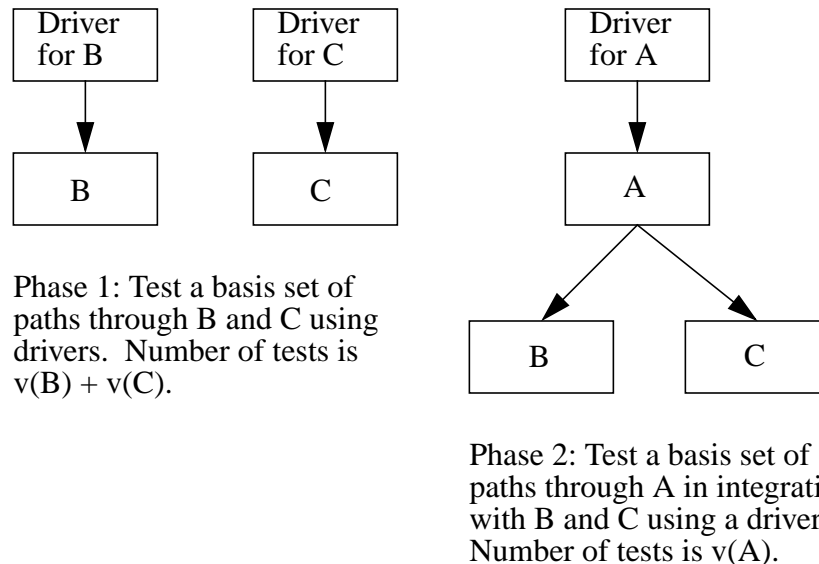 Driver
for B
Driver
for C
Driver
for A
B
C
A
B
C
Phase 1: Test a basis set of
paths through B and C using
drivers.  Number of tests is
v(B) + v(C).
Phase 2: Test a basis set of
paths through A in integrati
with B and C using a driver
Number of tests is v(A).